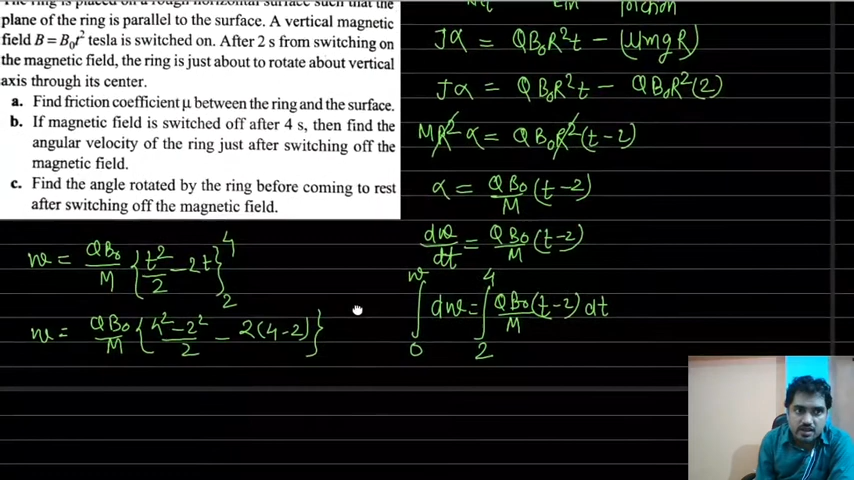 The ring is placed on a rough horizontal surface such that the
plane of the ring is parallel to the surface. A vertical magnetic
field B = B₀t² tesla is switched on. After 2 s from switching on
the magnetic field, the ring is just about to rotate about vertical
axis through its center.
a. Find friction coefficient μ between the ring and the surface.
b. If magnetic field is switched off after 4 s, then find the
angular velocity of the ring just after switching off the
magnetic field.
c. Find the angle rotated by the ring before coming to rest
after switching off the magnetic field.
w = QB₀/M {t²/2 - 2t}₂⁴
w = QB₀/M {4²-2²/2 - 2(4-2)}
Jα = QB₀R²t - (μmgR)
Jα = QB₀R²t - QB₀R²(2)
MR²α = QB₀R²(t-2)
α = QB₀/M (t-2)
dw/dt = QB₀/M (t-2)
∫₀ʷ dw = ∫₂⁴ QB₀/M (t-2) dt